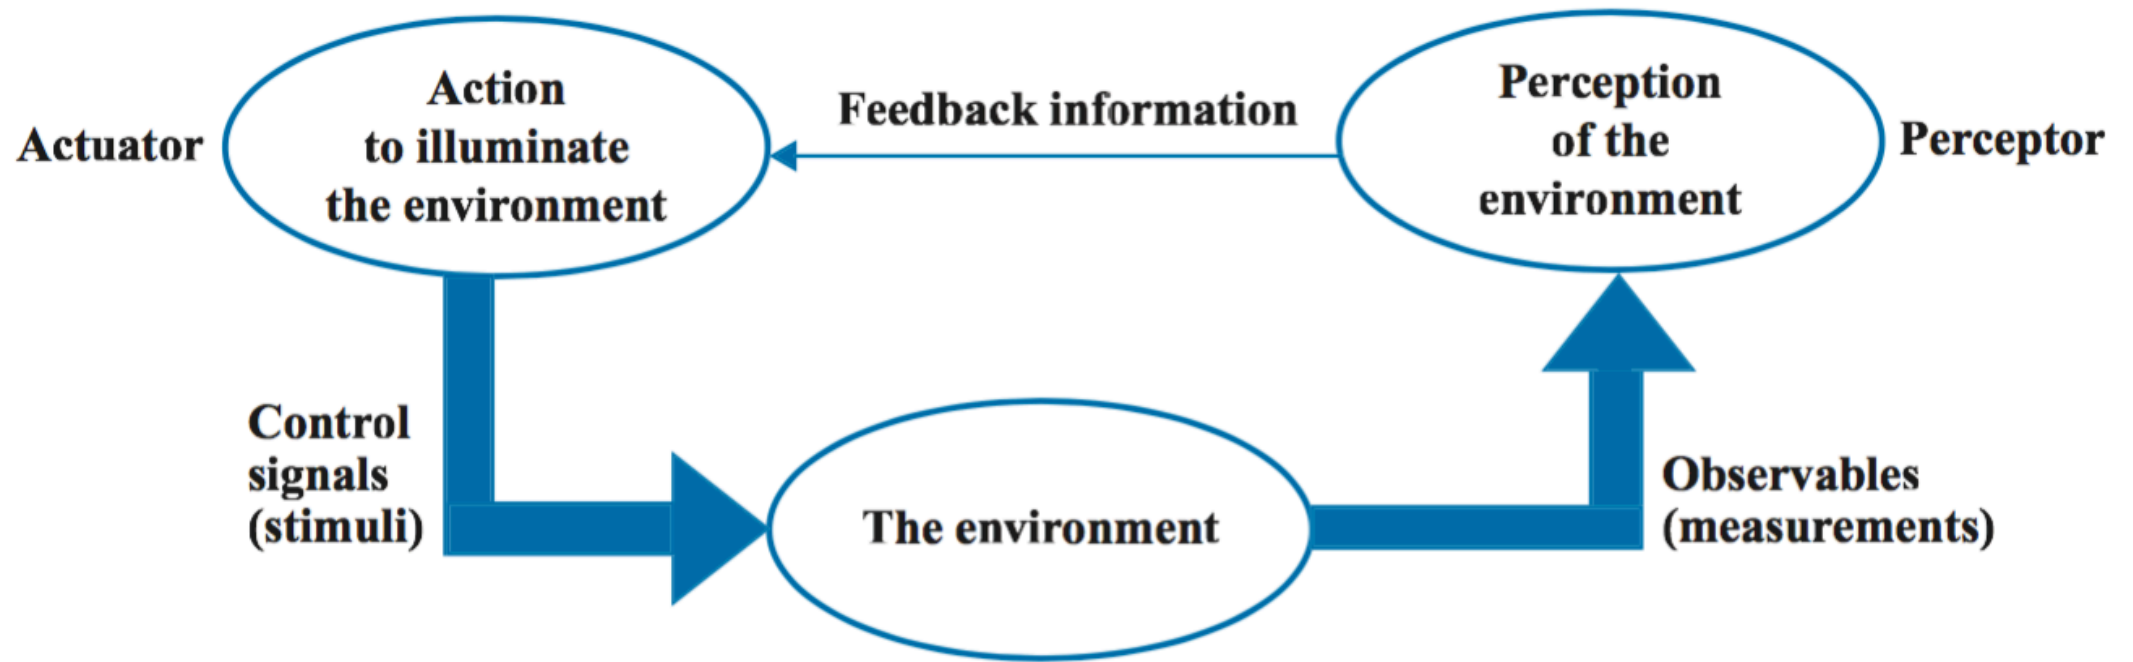 Actuator
Action
to illuminate
the environment
Feedback information
Perception
of the
environment
Perceptor
Control
signals
(stimuli)
The environment
Observables
(measurements)